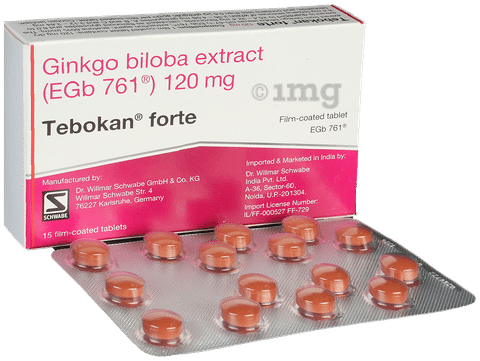 Ginkgo biloba extract
(EGb 761®) 120 mg
©1mg
Tebokan® forte
Film-coated tablet
EGb 761®
Manufactured by:
Dr. Willmar Schwabe GmbH & Co. KG
Willmar Schwabe Str. 4
76227 Karlsruhe, Germany
SCHWABE
15 film-coated tablets
Imported & Marketed in India by:
Dr. Willmar Schwabe
India Pvt. Ltd.
A-36, Sector-60,
Noida, U.P.-201304.
Import License No.
IL/FF-000527 FF-729